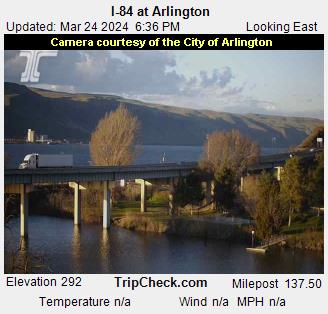 I-84 at Arlington
Updated: Mar 24 2024 6:36 PM Looking East
Camera courtesy of the City of Arlington
Elevation 292 TripCheck.com Milepost 137.50
Temperature n/a Wind n/a MPH n/a